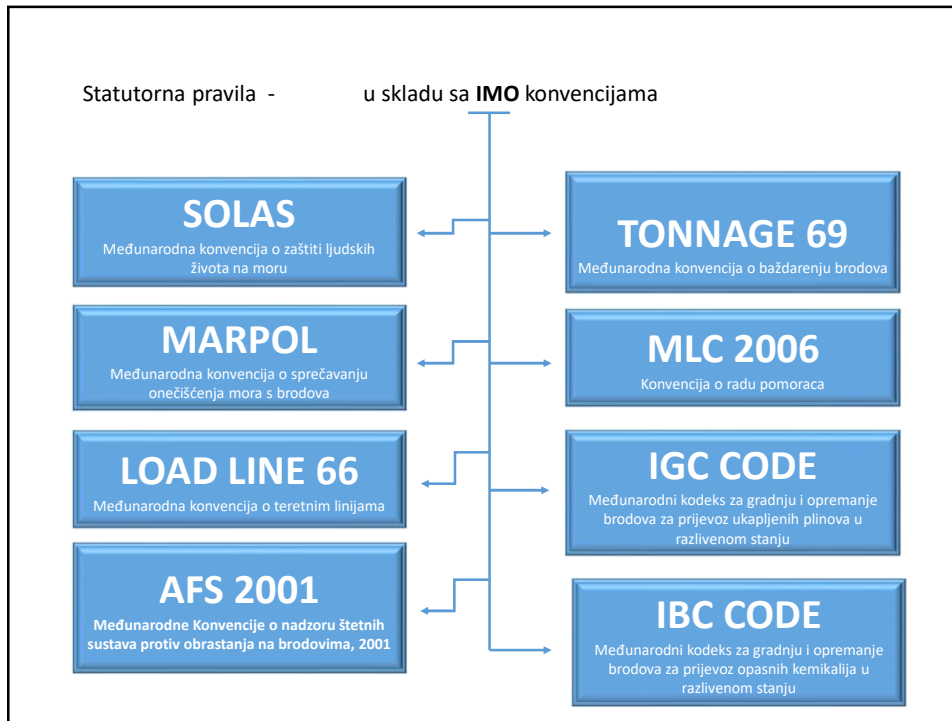 Statutorna pravila - u skladu sa IMO konvencijama
SOLAS
Međunarodna konvencija o zaštiti ljudskih
života na moru
MARPOL
Međunarodna konvencija o sprečavanju
onečišćenja mora s brodova
LOAD LINE 66
Međunarodna konvencija o teretnim linijama
AFS 2001
Međunarodne Konvencije o nadzoru štetnih
sustava protiv obrastanja na brodovima, 2001
TONNAGE 69
Međunarodna konvencija o baždarenju brodova
MLC 2006
Konvencija o radu pomoraca
IGC CODE
Međunarodni kodeks za gradnju i opremanje
brodova za prijevoz ukapljenih plinova u
razlivenom stanju
IBC CODE
Međunarodni kodeks za gradnju i opremanje
brodova za prijevoz opasnih kemikalija u
razlivenom stanju